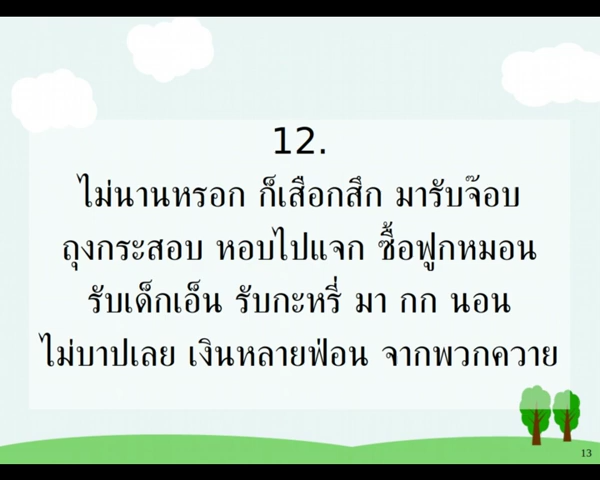 12.
ไม่นานหรอก ก็เสือกสึก มารับจ๊อบ
ถุงกระสอบ หอบไปแจก ซื้อฟูกหมอน
รับเด็กเอ็น รับกะหรี่ มา กก นอน
ไม่บาปเลย เงินหลายฟ่อน จากพวกควาย
13